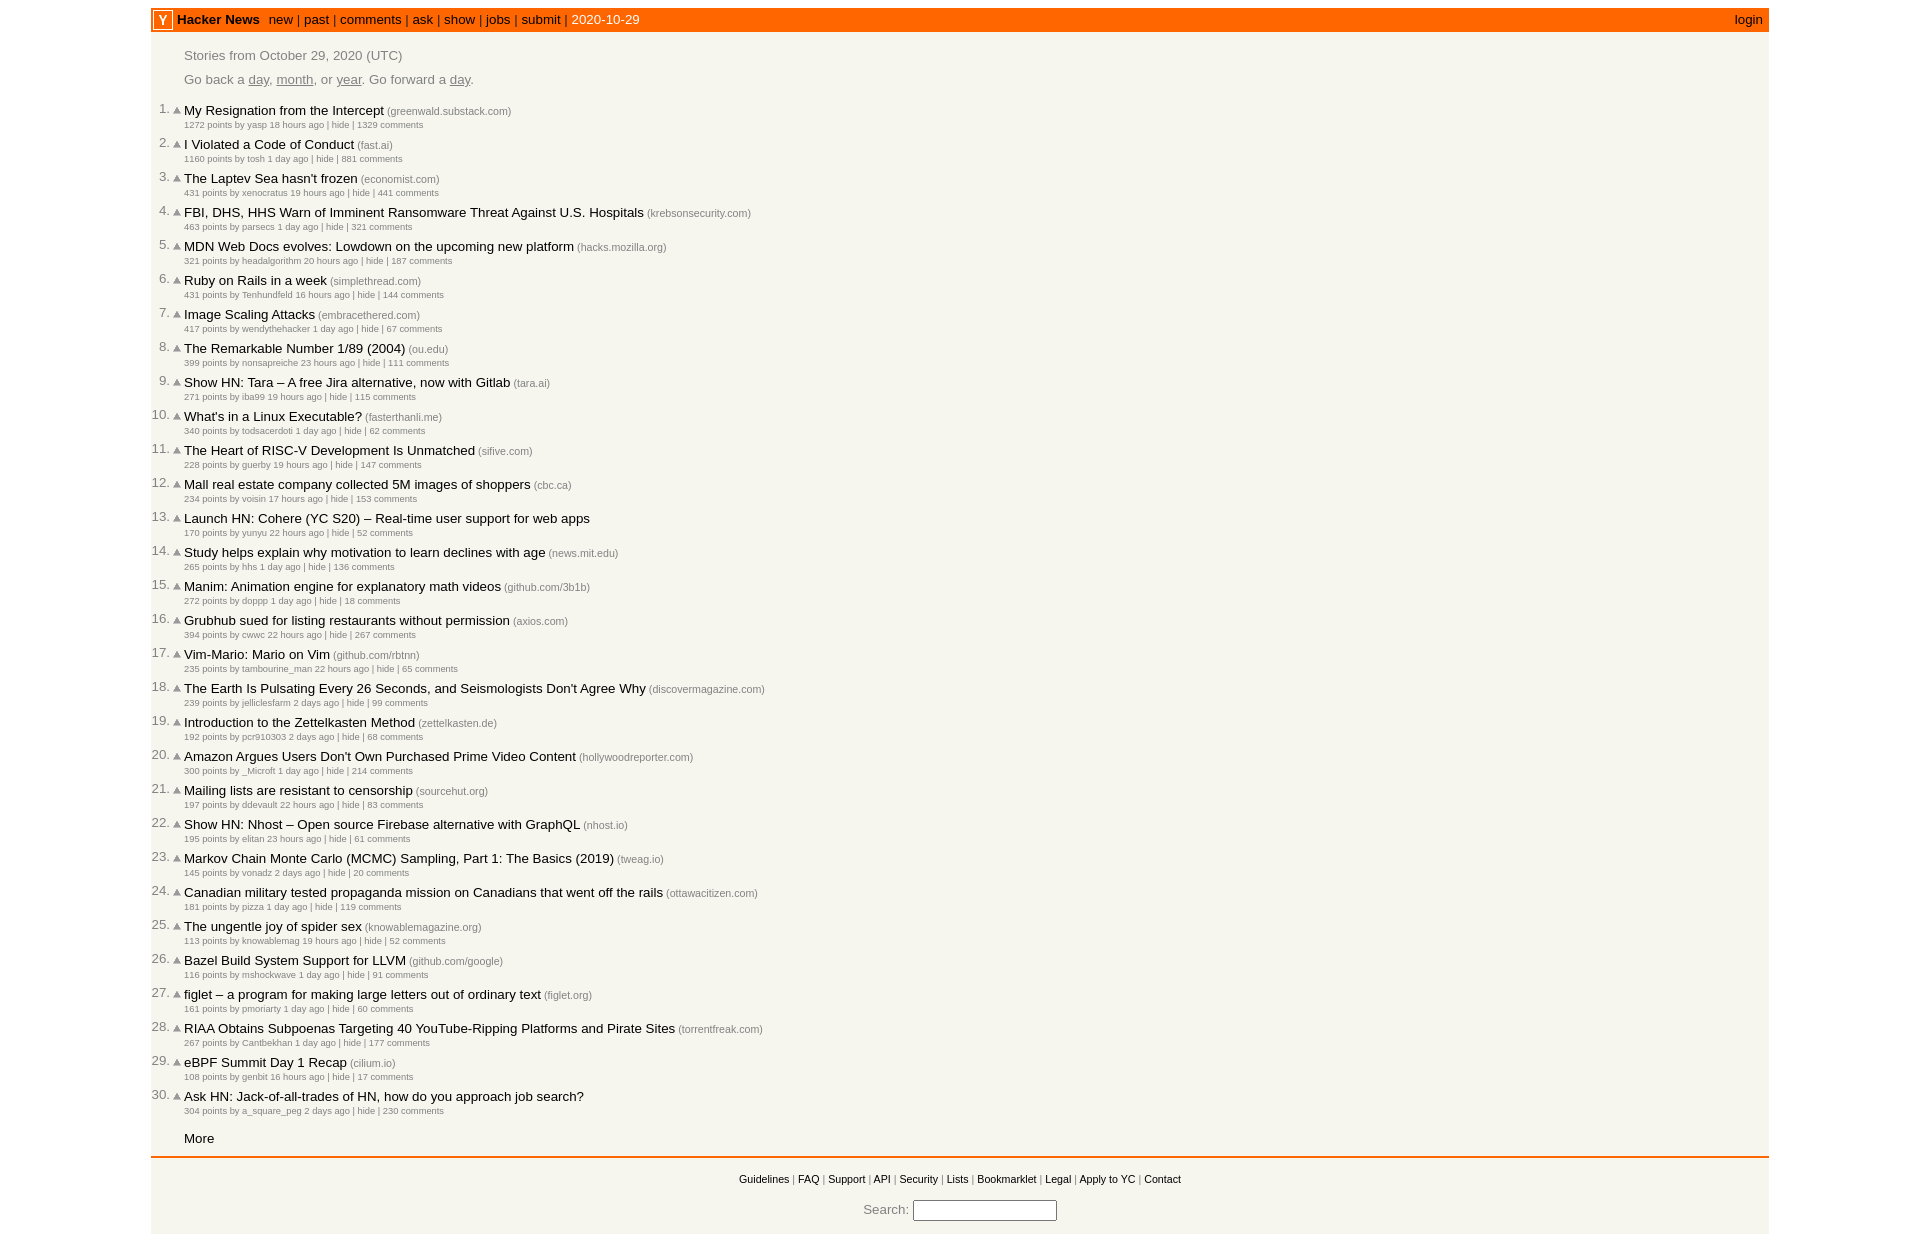 Y Hacker News new | past | comments | ask | show | jobs | submit | 2020-10-29 login
Stories from October 29, 2020 (UTC)
Go back a day, month, or year. Go forward a day.
1. My Resignation from the Intercept (greenwald.substack.com)
1272 points by yasp 18 hours ago | hide | 1329 comments
2. I Violated a Code of Conduct (fast.ai)
1160 points by tosh 1 day ago | hide | 881 comments
3. The Laptev Sea hasn't frozen (economist.com)
431 points by xenocratus 19 hours ago | hide | 441 comments
4. FBI, DHS, HHS Warn of Imminent Ransomware Threat Against U.S. Hospitals (krebsonsecurity.com)
463 points by parsecs 1 day ago | hide | 321 comments
5. MDN Web Docs evolves: Lowdown on the upcoming new platform (hacks.mozilla.org)
321 points by headalgorithm 20 hours ago | hide | 187 comments
6. Ruby on Rails in a week (simplethread.com)
431 points by Tenhundfeld 16 hours ago | hide | 144 comments
7. Image Scaling Attacks (embracethered.com)
417 points by wendythehacker 1 day ago | hide | 67 comments
8. The Remarkable Number 1/89 (2004) (ou.edu)
399 points by nonsapreiche 23 hours ago | hide | 111 comments
9. Show HN: Tara – A free Jira alternative, now with Gitlab (tara.ai)
271 points by iba99 19 hours ago | hide | 115 comments
10. What's in a Linux Executable? (fasterthanli.me)
340 points by todsacerdoti 1 day ago | hide | 62 comments
11. The Heart of RISC-V Development Is Unmatched (sifive.com)
228 points by guerby 19 hours ago | hide | 147 comments
12. Mall real estate company collected 5M images of shoppers (cbc.ca)
234 points by voisin 17 hours ago | hide | 153 comments
13. Launch HN: Cohere (YC S20) – Real-time user support for web apps
170 points by yunyu 22 hours ago | hide | 52 comments
14. Study helps explain why motivation to learn declines with age (news.mit.edu)
265 points by hhs 1 day ago | hide | 136 comments
15. Manim: Animation engine for explanatory math videos (github.com/3b1b)
272 points by doppp 1 day ago | hide | 18 comments
16. Grubhub sued for listing restaurants without permission (axios.com)
394 points by cwwc 22 hours ago | hide | 267 comments
17. Vim-Mario: Mario on Vim (github.com/rbtnn)
235 points by tambourine_man 22 hours ago | hide | 65 comments
18. The Earth Is Pulsating Every 26 Seconds, and Seismologists Don't Agree Why (discovermagazine.com)
239 points by jelliclesfarm 2 days ago | hide | 99 comments
19. Introduction to the Zettelkasten Method (zettelkasten.de)
192 points by pcr910303 2 days ago | hide | 68 comments
20. Amazon Argues Users Don't Own Purchased Prime Video Content (hollywoodreporter.com)
300 points by _Microft 1 day ago | hide | 214 comments
21. Mailing lists are resistant to censorship (sourcehut.org)
197 points by ddevault 22 hours ago | hide | 83 comments
22. Show HN: Nhost – Open source Firebase alternative with GraphQL (nhost.io)
195 points by elitan 23 hours ago | hide | 61 comments
23. Markov Chain Monte Carlo (MCMC) Sampling, Part 1: The Basics (2019) (tweag.io)
145 points by vonadz 2 days ago | hide | 20 comments
24. Canadian military tested propaganda mission on Canadians that went off the rails (ottawacitizen.com)
181 points by pizza 1 day ago | hide | 119 comments
25. The ungentle joy of spider sex (knowablemagazine.org)
113 points by knowablemag 19 hours ago | hide | 52 comments
26. Bazel Build System Support for LLVM (github.com/google)
116 points by mshockwave 1 day ago | hide | 91 comments
27. figlet – a program for making large letters out of ordinary text (figlet.org)
161 points by pmoriarty 1 day ago | hide | 60 comments
28. RIAA Obtains Subpoenas Targeting 40 YouTube-Ripping Platforms and Pirate Sites (torrentfreak.com)
267 points by Cantbekhan 1 day ago | hide | 177 comments
29. eBPF Summit Day 1 Recap (cilium.io)
108 points by genbit 16 hours ago | hide | 17 comments
30. Ask HN: Jack-of-all-trades of HN, how do you approach job search?
304 points by a_square_peg 2 days ago | hide | 230 comments
More
Guidelines | FAQ | Support | API | Security | Lists | Bookmarklet | Legal | Apply to YC | Contact
Search: